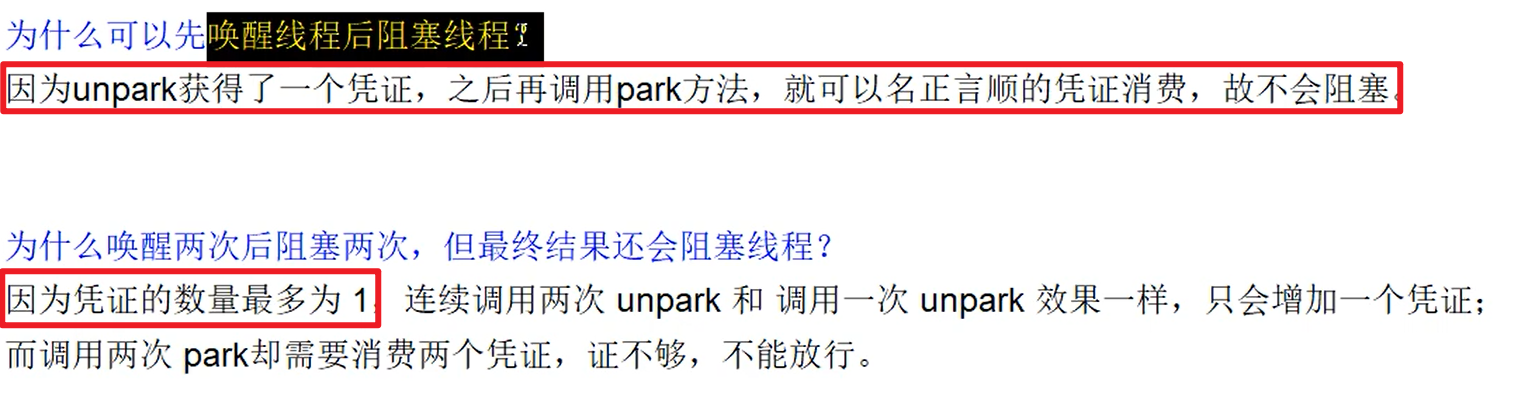 为什么可以先唤醒线程后阻塞线程?
因为unpark获得了一个凭证，之后再调用park方法，就可以名正言顺的凭证消费，故不会阻塞。
为什么唤醒两次后阻塞两次，但最终结果还会阻塞线程？
因为凭证的数量最多为 1，连续调用两次 unpark 和 调用一次 unpark 效果一样，只会增加一个凭证；
而调用两次 park却需要消费两个凭证，证不够，不能放行。